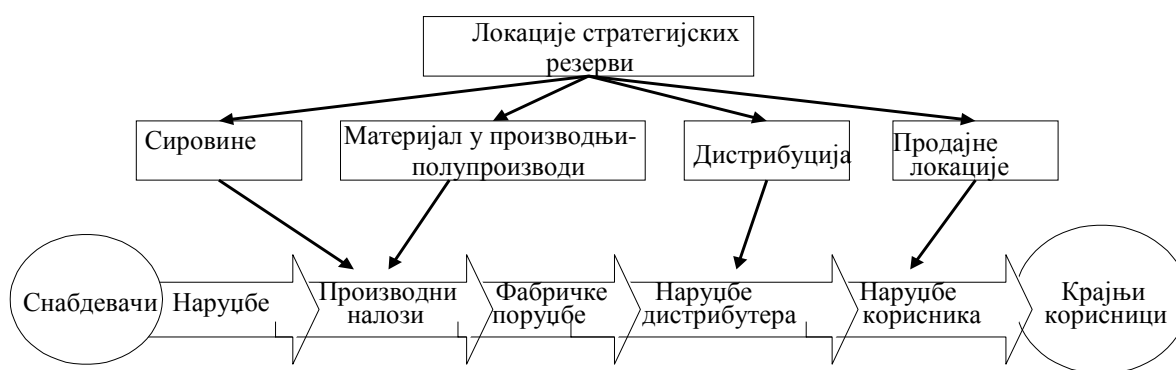 Локације стратегијских
резерви
Сировине
Материјал у производњи-
полупроизводи
Дистрибуција
Продајне
локације
Снабдевачи
Наруџбе
Производни
налози
Фабричке
поруџбе
Наруџбе
дистрибутера
Наруџбе
корисника
Крајњи
корисници